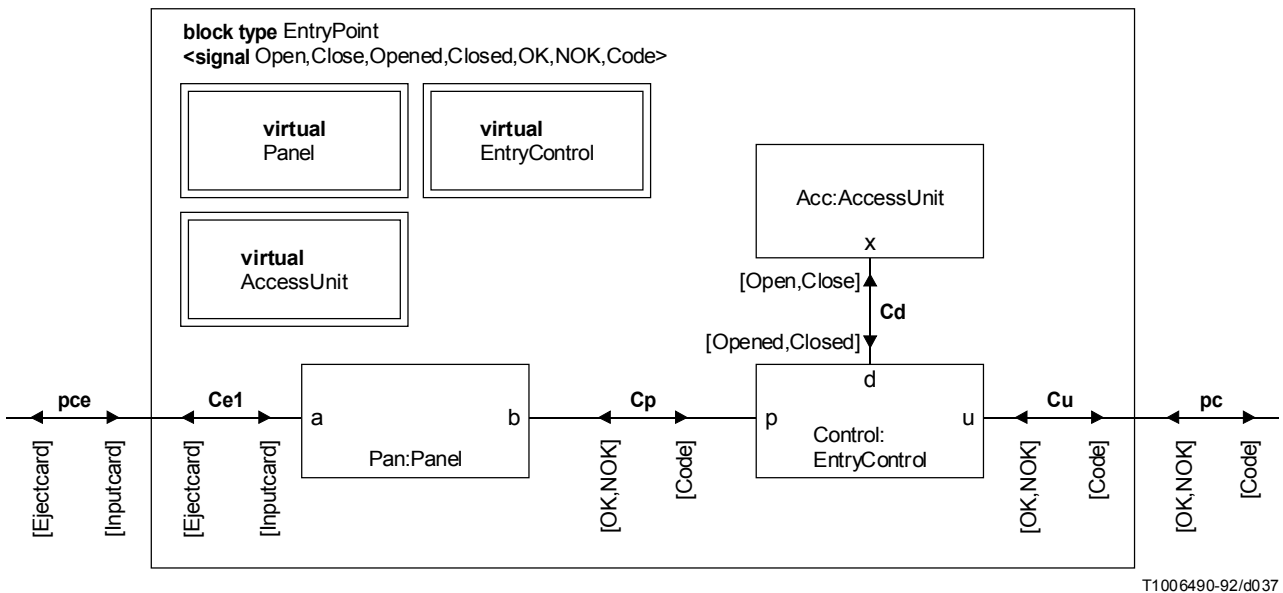 block type EntryPoint
<signal Open,Close,Opened,Closed,OK,NOK,Code>
virtual
Panel
virtual
EntryControl
virtual
AccessUnit
Acc:AccessUnit
x
[Open,Close]
Cd
[Opened,Closed]
d
pce
Ce1
a
b
Cp
p
u
Cu
pc
Pan:Panel
Control:
EntryControl
[Ejectcard]
[Inputcard]
[Ejectcard]
[Inputcard]
[OK,NOK]
[Code]
[OK,NOK]
[Code]
[OK,NOK]
[Code]
T1006490-92/d037